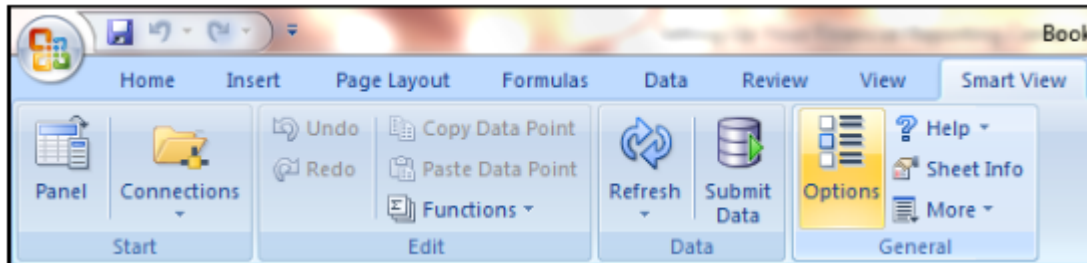 Book
Home Insert Page Layout Formulas Data Review View Smart View
Undo Copy Data Point Help
Redo Paste Data Point Sheet Info
Panel Connections Functions Refresh Submit Data Options More
Start Edit Data General